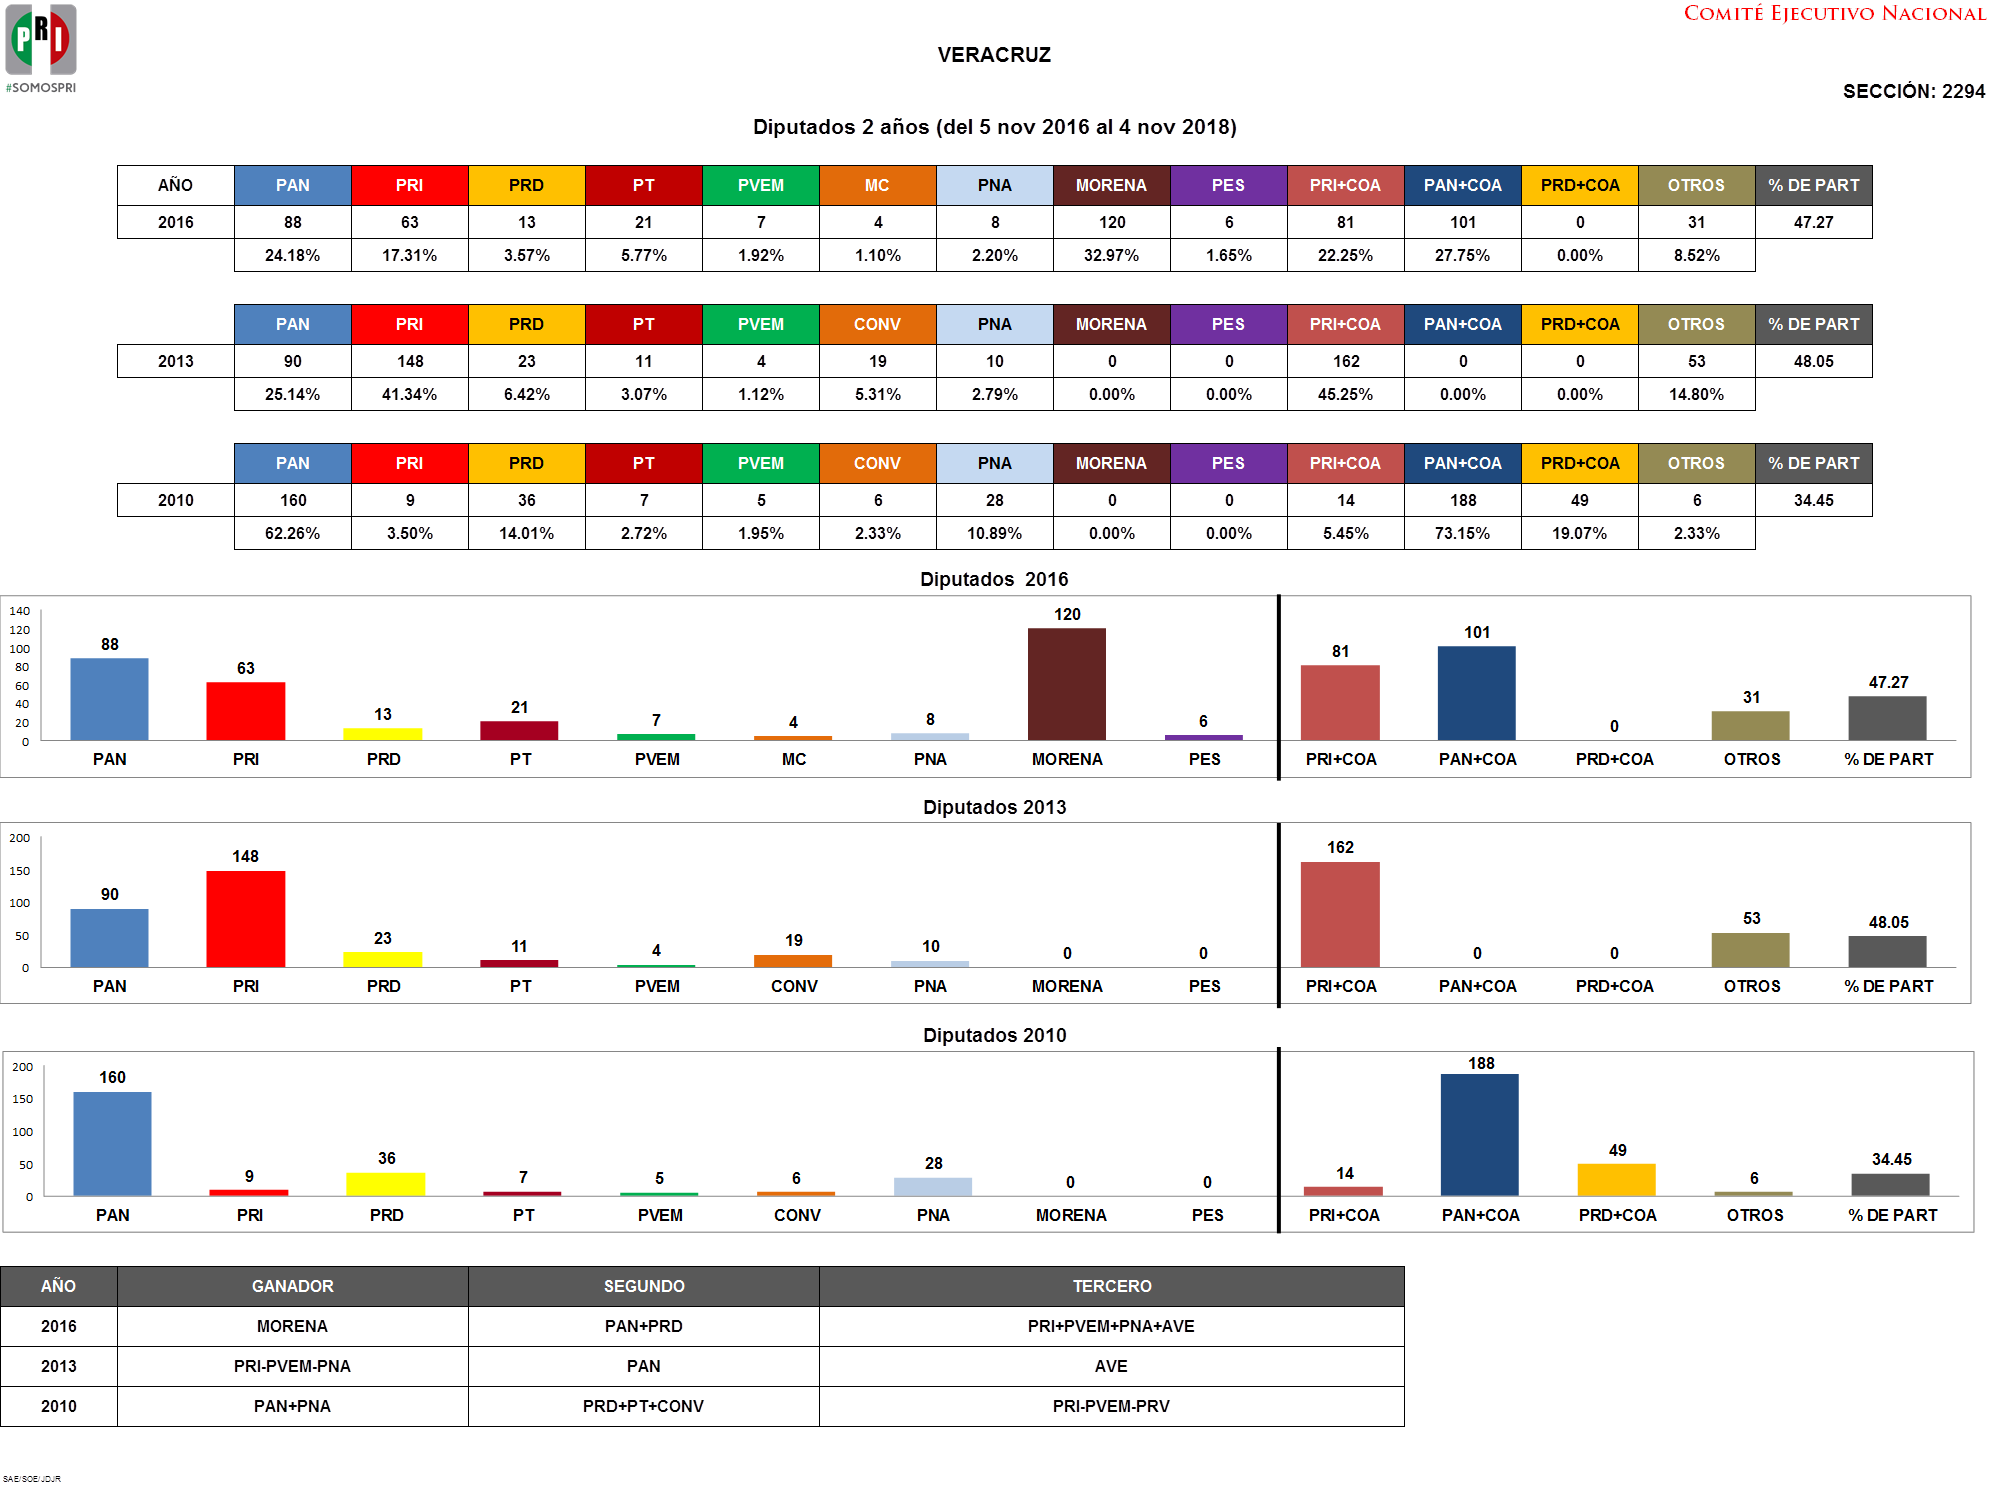 PRI
#SOMOSPRI
COMITÉ EJECUTIVO NACIONAL
VERACRUZ
SECCIÓN: 2294
Diputados 2 años (del 5 nov 2016 al 4 nov 2018)
AÑO PAN PRI PRD PT PVEM MC PNA MORENA PES PRI+COA PAN+COA PRD+COA OTROS % DE PART
2016 88 63 13 21 7 4 8 120 6 81 101 0 31 47.27
24.18% 17.31% 3.57% 5.77% 1.92% 1.10% 2.20% 32.97% 1.65% 22.25% 27.75% 0.00% 8.52%
PAN PRI PRD PT PVEM CONV PNA MORENA PES PRI+COA PAN+COA PRD+COA OTROS % DE PART
2013 90 148 23 11 4 19 10 0 0 162 0 0 53 48.05
25.14% 41.34% 6.42% 3.07% 1.12% 5.31% 2.79% 0.00% 0.00% 45.25% 0.00% 0.00% 14.80%
PAN PRI PRD PT PVEM CONV PNA MORENA PES PRI+COA PAN+COA PRD+COA OTROS % DE PART
2010 160 9 36 7 5 6 28 0 0 14 188 49 6 34.45
62.26% 3.50% 14.01% 2.72% 1.95% 2.33% 10.89% 0.00% 0.00% 5.45% 73.15% 19.07% 2.33%
Diputados 2016
140
120
100
80
60
40
20
0
88 63 13 21 7 4 8 120 6 81 101 0 31 47.27
PAN PRI PRD PT PVEM MC PNA MORENA PES PRI+COA PAN+COA PRD+COA OTROS % DE PART
Diputados 2013
200
150
100
50
0
90 148 23 11 4 19 10 0 0 162 0 0 53 48.05
PAN PRI PRD PT PVEM CONV PNA MORENA PES PRI+COA PAN+COA PRD+COA OTROS % DE PART
Diputados 2010
200
150
100
50
0
160 9 36 7 5 6 28 0 0 14 188 49 6 34.45
PAN PRI PRD PT PVEM CONV PNA MORENA PES PRI+COA PAN+COA PRD+COA OTROS % DE PART
AÑO GANADOR SEGUNDO TERCERO
2016 MORENA PAN+PRD PRI+PVEM+PNA+AVE
2013 PRI-PVEM-PNA PAN AVE
2010 PAN+PNA PRD+PT+CONV PRI-PVEM-PRV
SAE/SOE/JDJR